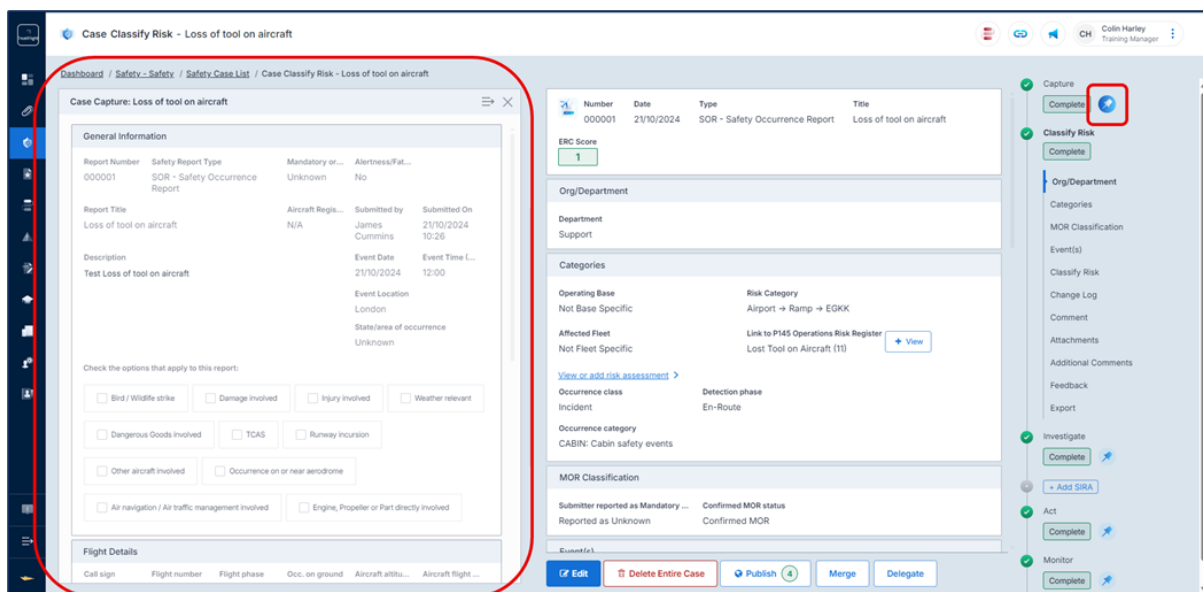 Case Classify Risk - Loss of tool on aircraft
CH
Colin Harley
Training Manager
Dashboard / Safety - Safety / Safety Case List / Case Classify Risk - Loss of tool on aircraft
Case Capture: Loss of tool on aircraft
General Information
Report Number Safety Report Type Mandatory or... Alertness/Fat...
000001 SOR - Safety Occurrence Report Unknown No
Report Title Aircraft Regis... Submitted by Submitted On
Loss of tool on aircraft N/A James Cummins 21/10/2024 10:26
Description Event Date Event Time (...
Test Loss of tool on aircraft 21/10/2024 12:00
Event Location
London
State/area of occurrence
Unknown
Check the options that apply to this report:
Bird / Wildlife strike Damage involved Injury involved Weather relevant
Dangerous Goods involved TCAS Runway incursion
Other aircraft involved Occurrence on or near aerodrome
Air navigation / Air traffic management involved Engine, Propeller or Part directly involved
Flight Details
Call sign Flight number Flight phase Occ. on ground Aircraft altitu... Aircraft flight ...
Number Date Type Title
000001 21/10/2024 SOR - Safety Occurrence Report Loss of tool on aircraft
ERC Score
1
Org/Department
Department
Support
Categories
Operating Base Risk Category
Not Base Specific Airport → Ramp → EGKK
Affected Fleet Link to P145 Operations Risk Register
Not Fleet Specific Lost Tool on Aircraft (11) + View
View or add risk assessment >
Occurrence class Detection phase
Incident En-Route
Occurrence category
CABIN: Cabin safety events
MOR Classification
Submitter reported as Mandatory ... Confirmed MOR status
Reported as Unknown Confirmed MOR
Event(s)
Edit Delete Entire Case Publish 4 Merge Delegate
Capture
Complete
Classify Risk
Complete
Org/Department
Categories
MOR Classification
Event(s)
Classify Risk
Change Log
Comment
Attachments
Additional Comments
Feedback
Export
Investigate
Complete
+ Add SIRA
Act
Complete
Monitor
Complete